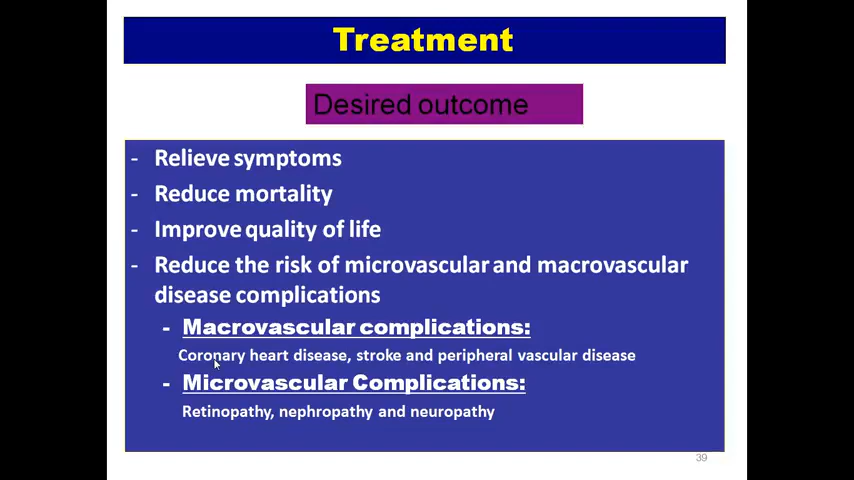 Treatment
Desired outcome
- Relieve symptoms
- Reduce mortality
- Improve quality of life
- Reduce the risk of microvascular and macrovascular
disease complications
- Macrovascular complications:
Coronary heart disease, stroke and peripheral vascular disease
- Microvascular Complications:
Retinopathy, nephropathy and neuropathy
39